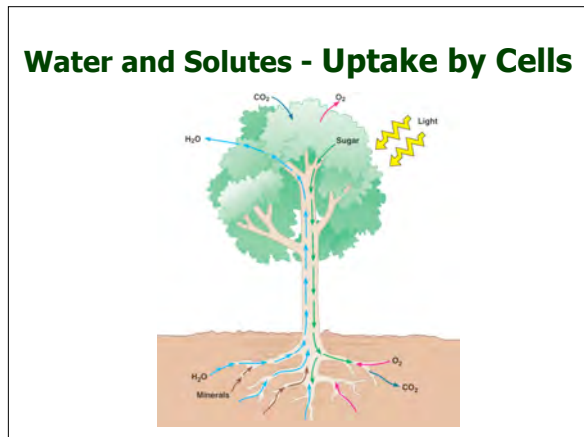 Water and Solutes - Uptake by Cells
CO₂
O₂
Light
H₂O
Sugar
O₂
H₂O
CO₂
Minerals